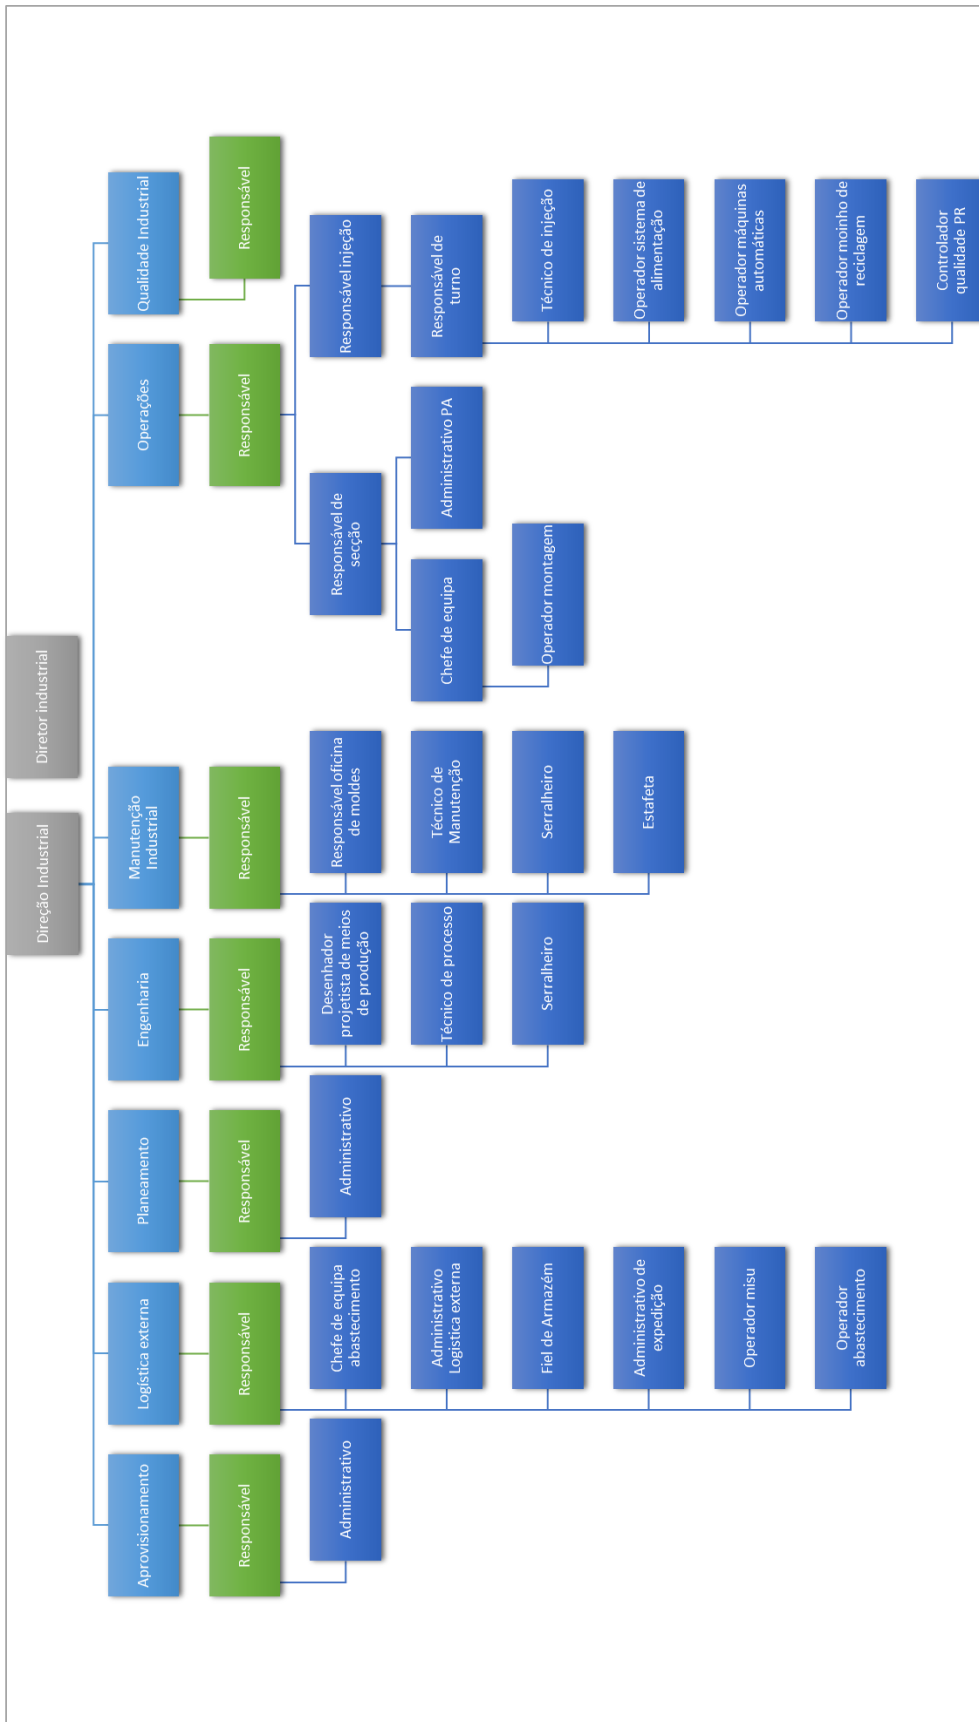 Direção Industrial
Diretor industrial
Aprovisionamento
Logística externa
Planeamento
Engenharia
Manutenção
Industrial
Operações
Qualidade Industrial
Responsável
Responsável
Responsável
Responsável
Responsável
Responsável
Responsável
Administrativo
Chefe de equipa
abastecimento
Administrativo
Logistica externa
Fiel de Armazém
Administrativo de
expedição
Operador misu
Operador
abastecimento
Administrativo
Desenhador
projetista de meios
de produção
Técnico de processo
Serralheiro
Responsável oficina
de moldes
Técnico de
Manutenção
Serralheiro
Estafeta
Responsável de
secção
Chefe de equipa
Operador montagem
Administrativo PA
Responsável injeção
Responsável de
turno
Técnico de injeção
Operador sistema de
alimentação
Operador máquinas
automáticas
Operador moinho de
reciclagem
Controlador
qualidade PR